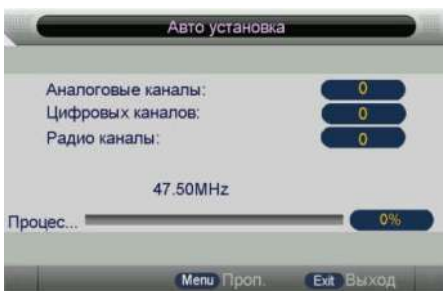 Авто установка
Аналоговые каналы: 0
Цифровых каналов: 0
Радио каналы: 0
47.50MHz
Процес... 0%
Menu Проп. Exit Выход